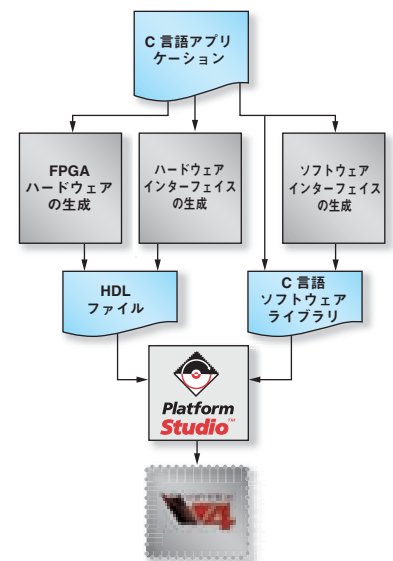 C 言語アプリ
ケーション
FPGA
ハードウェア
の生成
ハードウェア
インターフェイス
の生成
ソフトウェア
インターフェイス
の生成
HDL
ファイル
C 言語
ソフトウェア
ライブラリ
Platform
Studio™
V4